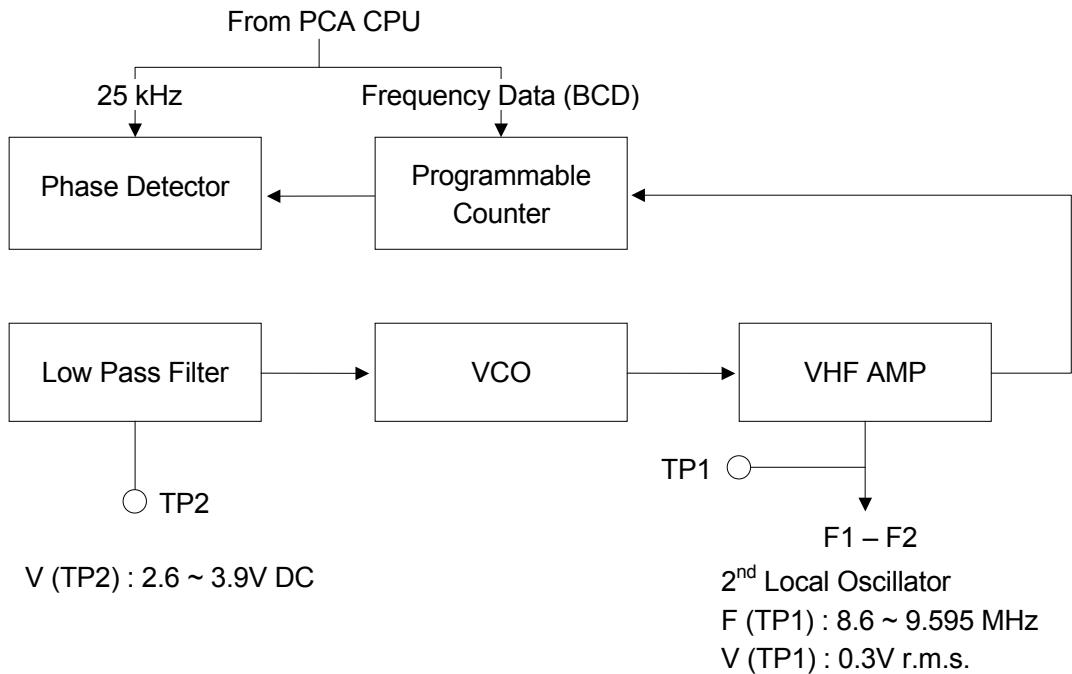 From PCA CPU
25 kHz
Frequency Data (BCD)
Phase Detector
Programmable
Counter
Low Pass Filter
VCO
VHF AMP
TP1
TP2
F1 – F2
V (TP2) : 2.6 ~ 3.9V DC
2nd Local Oscillator
F (TP1) : 8.6 ~ 9.595 MHz
V (TP1) : 0.3V r.m.s.